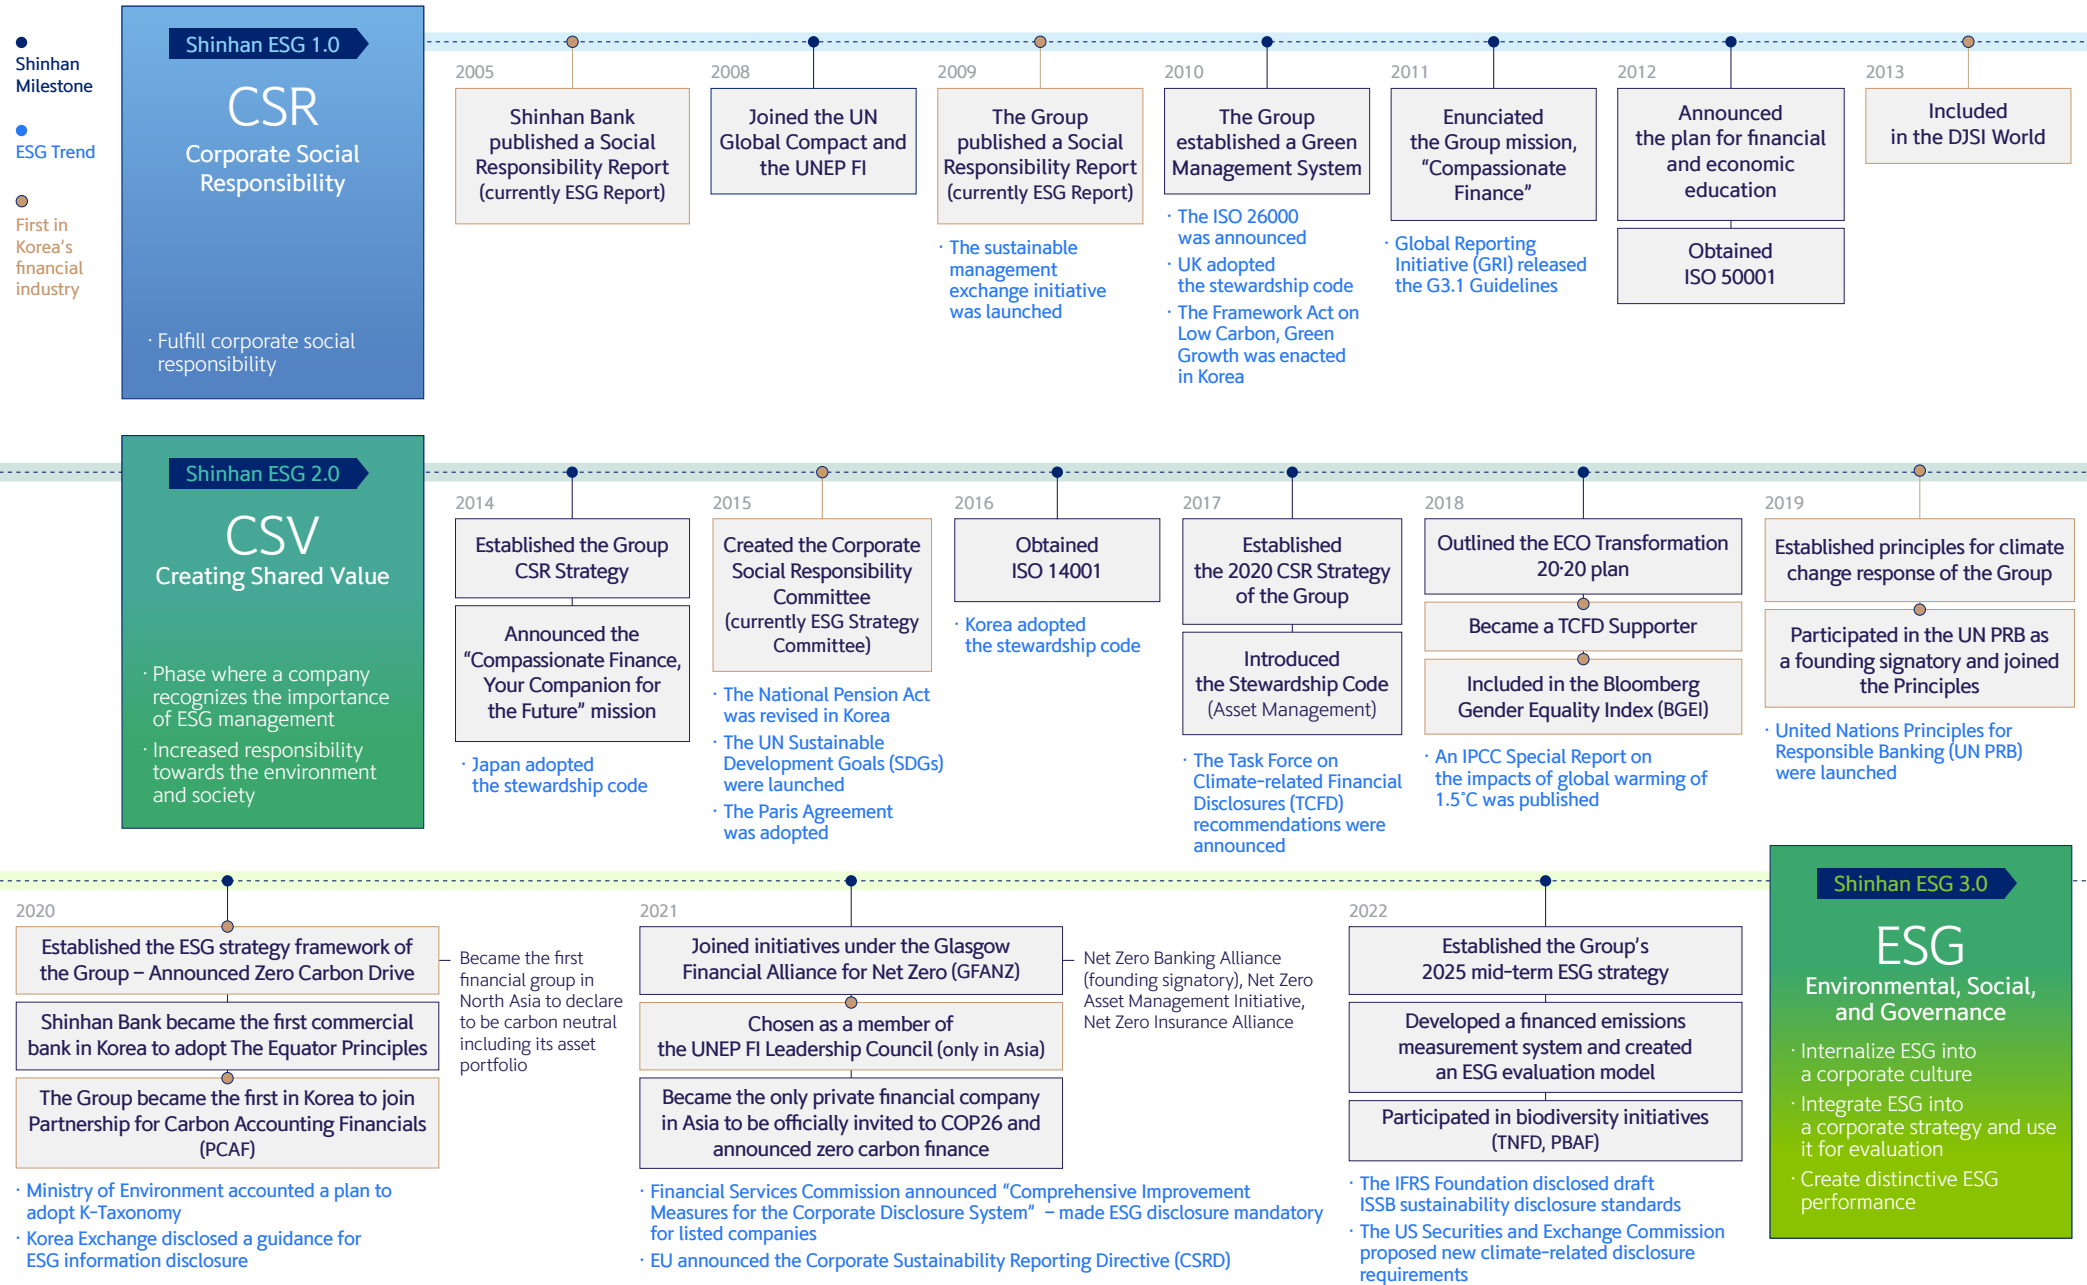 Shinhan
Milestone
ESG Trend
First in
Korea's
financial
industry
Shinhan ESG 1.0
CSR
Corporate Social
Responsibility
· Fulfill corporate social
responsibility
2005
Shinhan Bank
published a Social
Responsibility Report
(currently ESG Report)
2008
Joined the UN
Global Compact and
the UNEP FI
2009
The Group
published a Social
Responsibility Report
(currently ESG Report)
· The sustainable
management
exchange initiative
was launched
2010
The Group
established a Green
Management System
· The ISO 26000
was announced
· UK adopted
the stewardship code
· The Framework Act on
Low Carbon, Green
Growth was enacted
in Korea
2011
Enunciated
the Group mission,
“Compassionate
Finance”
· Global Reporting
Initiative (GRI) released
the G3.1 Guidelines
2012
Announced
the plan for financial
and economic
education
Obtained
ISO 50001
2013
Included
in the DJSI World
Shinhan ESG 2.0
CSV
Creating Shared Value
· Phase where a company
recognizes the importance
of ESG management
· Increased responsibility
towards the environment
and society
2014
Established the Group
CSR Strategy
Announced the
“Compassionate Finance,
Your Companion for
the Future” mission
· Japan adopted
the stewardship code
2015
Created the Corporate
Social Responsibility
Committee
(currently ESG Strategy
Committee)
· The National Pension Act
was revised in Korea
· The UN Sustainable
Development Goals (SDGs)
were launched
· The Paris Agreement
was adopted
2016
Obtained
ISO 14001
· Korea adopted
the stewardship code
2017
Established
the 2020 CSR Strategy
of the Group
Introduced
the Stewardship Code
(Asset Management)
· The Task Force on
Climate-related Financial
Disclosures (TCFD)
recommendations were
announced
2018
Outlined the ECO Transformation
20·20 plan
Became a TCFD Supporter
Included in the Bloomberg
Gender Equality Index (BGEI)
· An IPCC Special Report on
the impacts of global warming of
1.5˚C was published
2019
Established principles for climate
change response of the Group
Participated in the UN PRB as
a founding signatory and joined
the Principles
· United Nations Principles for
Responsible Banking (UN PRB)
were launched
2020
Established the ESG strategy framework of
the Group – Announced Zero Carbon Drive
Shinhan Bank became the first commercial
bank in Korea to adopt The Equator Principles
The Group became the first in Korea to join
Partnership for Carbon Accounting Financials
(PCAF)
· Ministry of Environment accounted a plan to
adopt K-Taxonomy
· Korea Exchange disclosed a guidance for
ESG information disclosure
Became the first
financial group in
North Asia to declare
to be carbon neutral
including its asset
portfolio
2021
Joined initiatives under the Glasgow
Financial Alliance for Net Zero (GFANZ)
Chosen as a member of
the UNEP FI Leadership Council (only in Asia)
Became the only private financial company
in Asia to be officially invited to COP26 and
announced zero carbon finance
· Financial Services Commission announced “Comprehensive Improvement
Measures for the Corporate Disclosure System” – made ESG disclosure mandatory
for listed companies
· EU announced the Corporate Sustainability Reporting Directive (CSRD)
Net Zero Banking Alliance
(founding signatory), Net Zero
Asset Management Initiative,
Net Zero Insurance Alliance
2022
Established the Group's
2025 mid-term ESG strategy
Developed a financed emissions
measurement system and created
an ESG evaluation model
Participated in biodiversity initiatives
(TNFD, PBAF)
· The IFRS Foundation disclosed draft
ISSB sustainability disclosure standards
· The US Securities and Exchange Commission
proposed new climate-related disclosure
requirements
Shinhan ESG 3.0
ESG
Environmental, Social,
and Governance
· Internalize ESG into
a corporate culture
· Integrate ESG into
a corporate strategy and use
it for evaluation
· Create distinctive ESG
performance